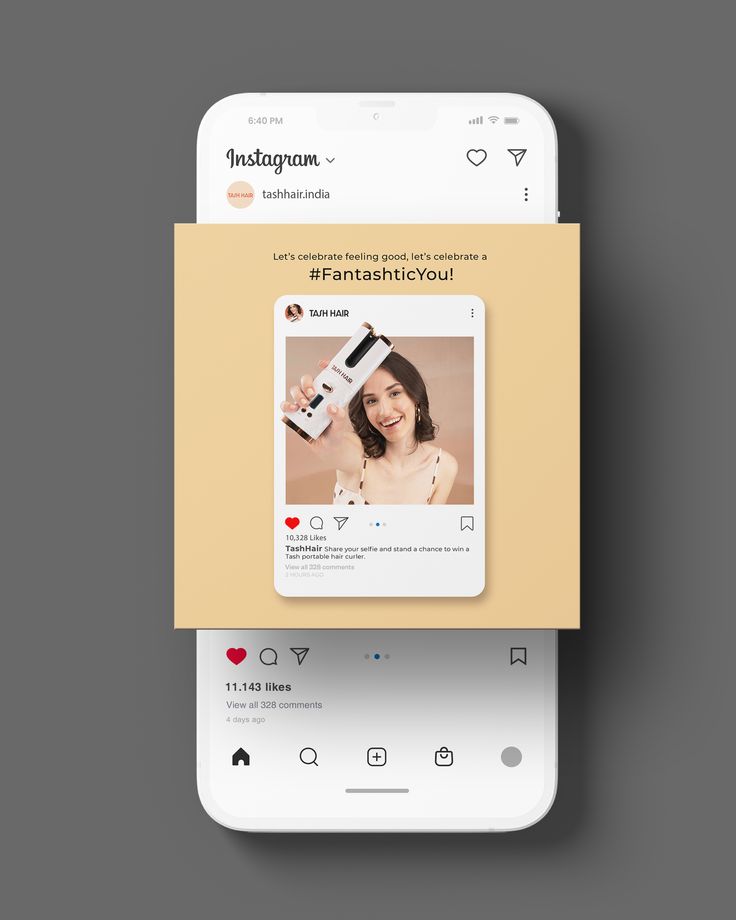 6:40 PM
Instagram
TASH HAIR
tashhair.india
Let's celebrate feeling good, let's celebrate a
#FantashticYou!
TASH HAIR
TASH HAIR
10,328 Likes
TashHair Share your selfie and stand a chance to win a
Tash portable hair curler.
View all 328 comments
3 HOURS AGO
11.143 likes
View all 328 comments
4 days ago